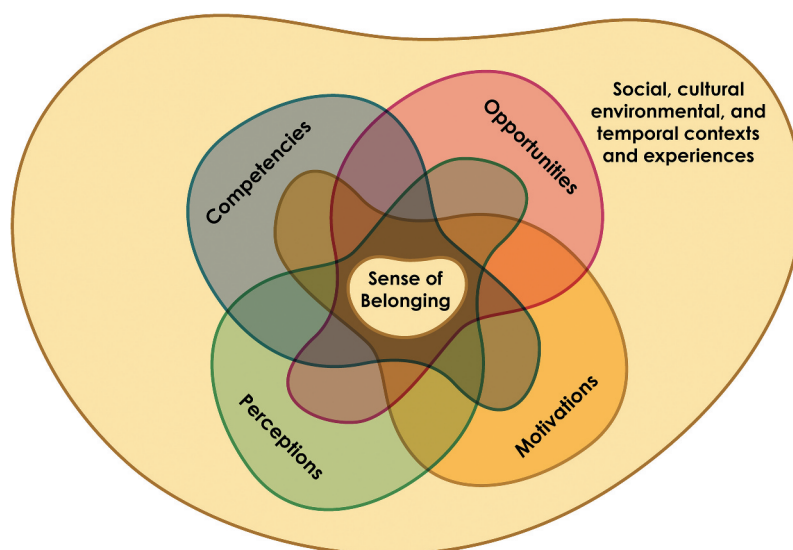 Social, cultural
environmental, and
temporal contexts
and experiences
Competencies
Opportunities
Sense of
Belonging
Perceptions
Motivations